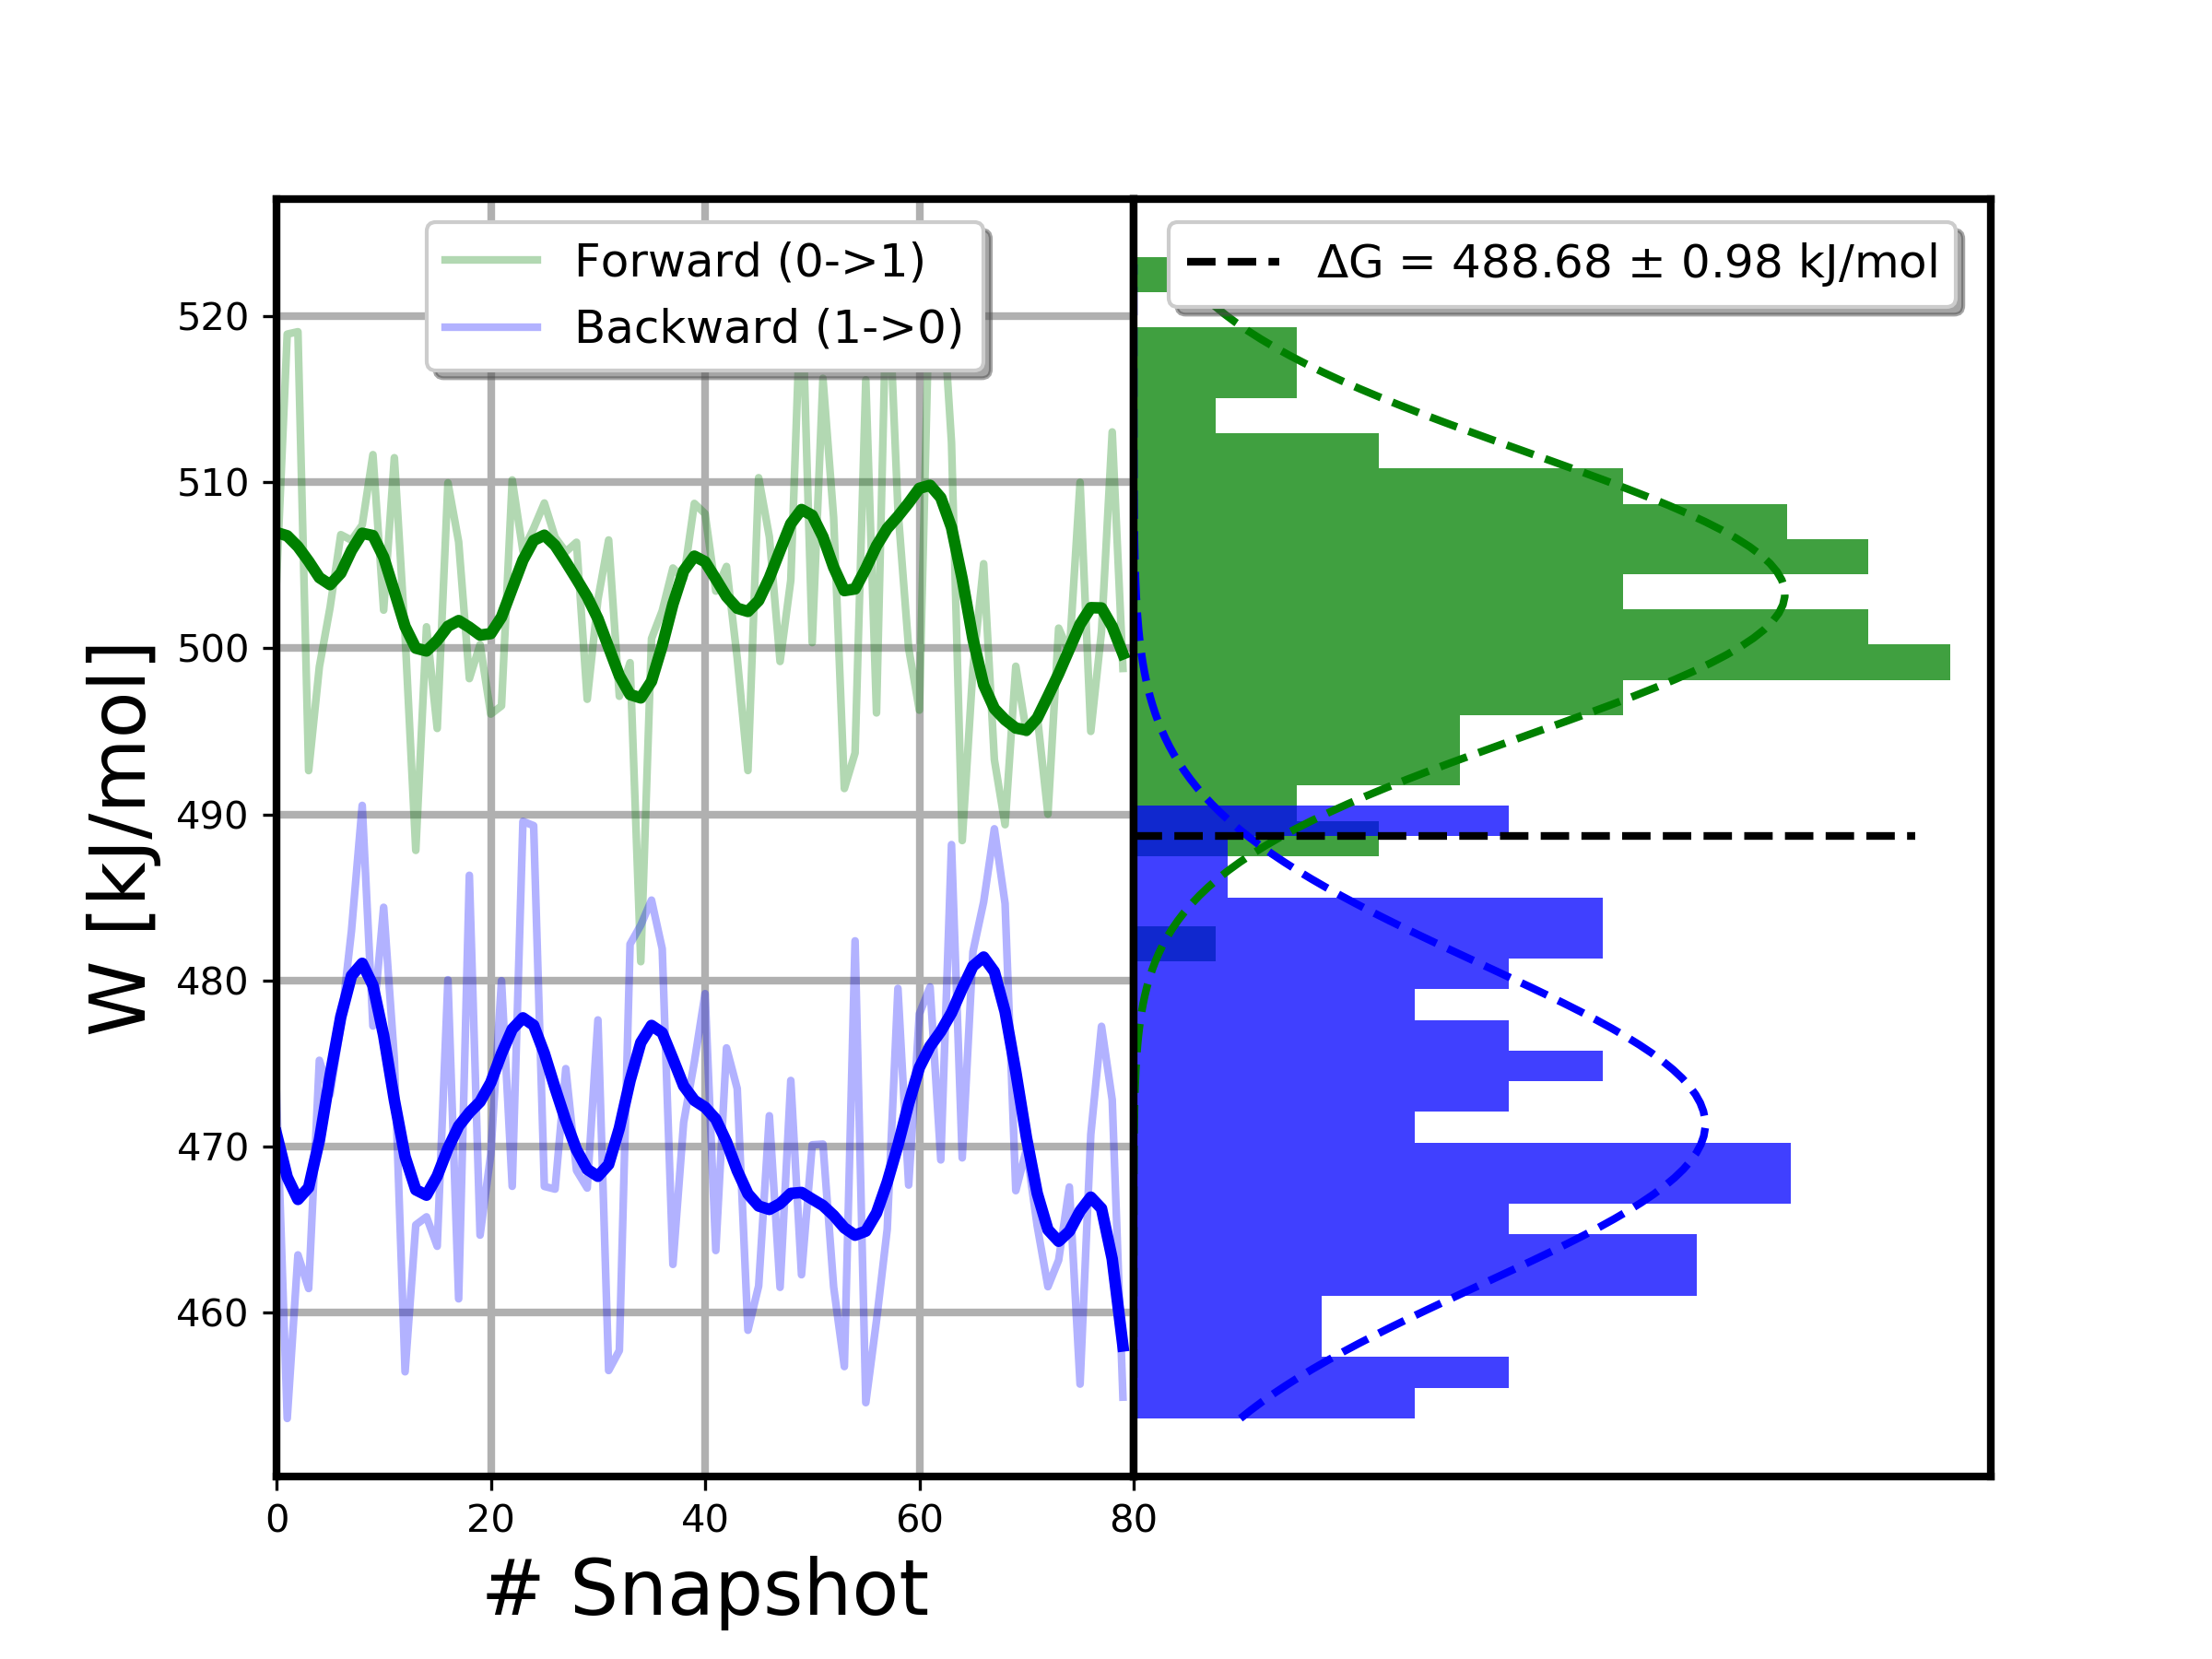 Forward (0->1)
Backward (1->0)
ΔG = 488.68 ± 0.98 kJ/mol
W [kJ/mol]
520
510
500
490
480
470
460
0 20 40 60 80
# Snapshot